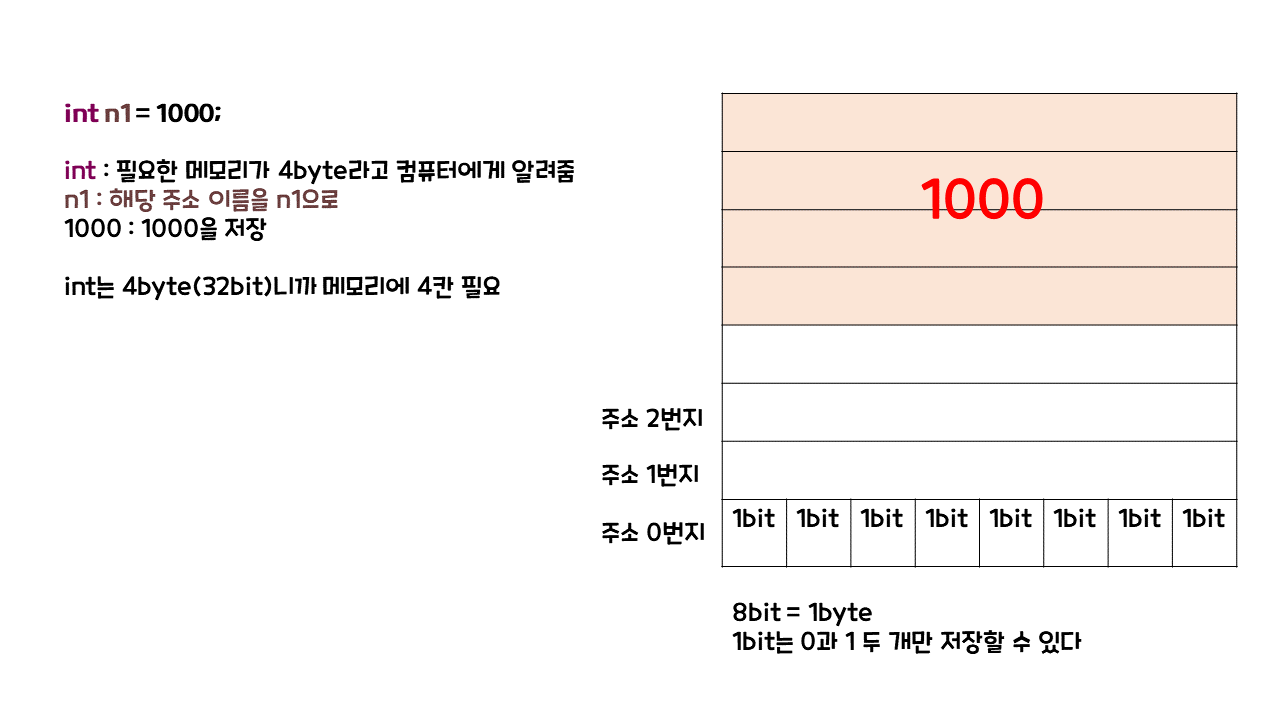 int n1 = 1000;
int : 필요한 메모리가 4byte라고 컴퓨터에게 알려줌
n1 : 해당 주소 이름을 n1으로
1000 : 1000을 저장
int는 4byte(32bit)니까 메모리에 4칸 필요
1000
주소 2번지
주소 1번지
주소 0번지
1bit 1bit 1bit 1bit 1bit 1bit 1bit 1bit
8bit = 1byte
1bit는 0과 1 두 개만 저장할 수 있다